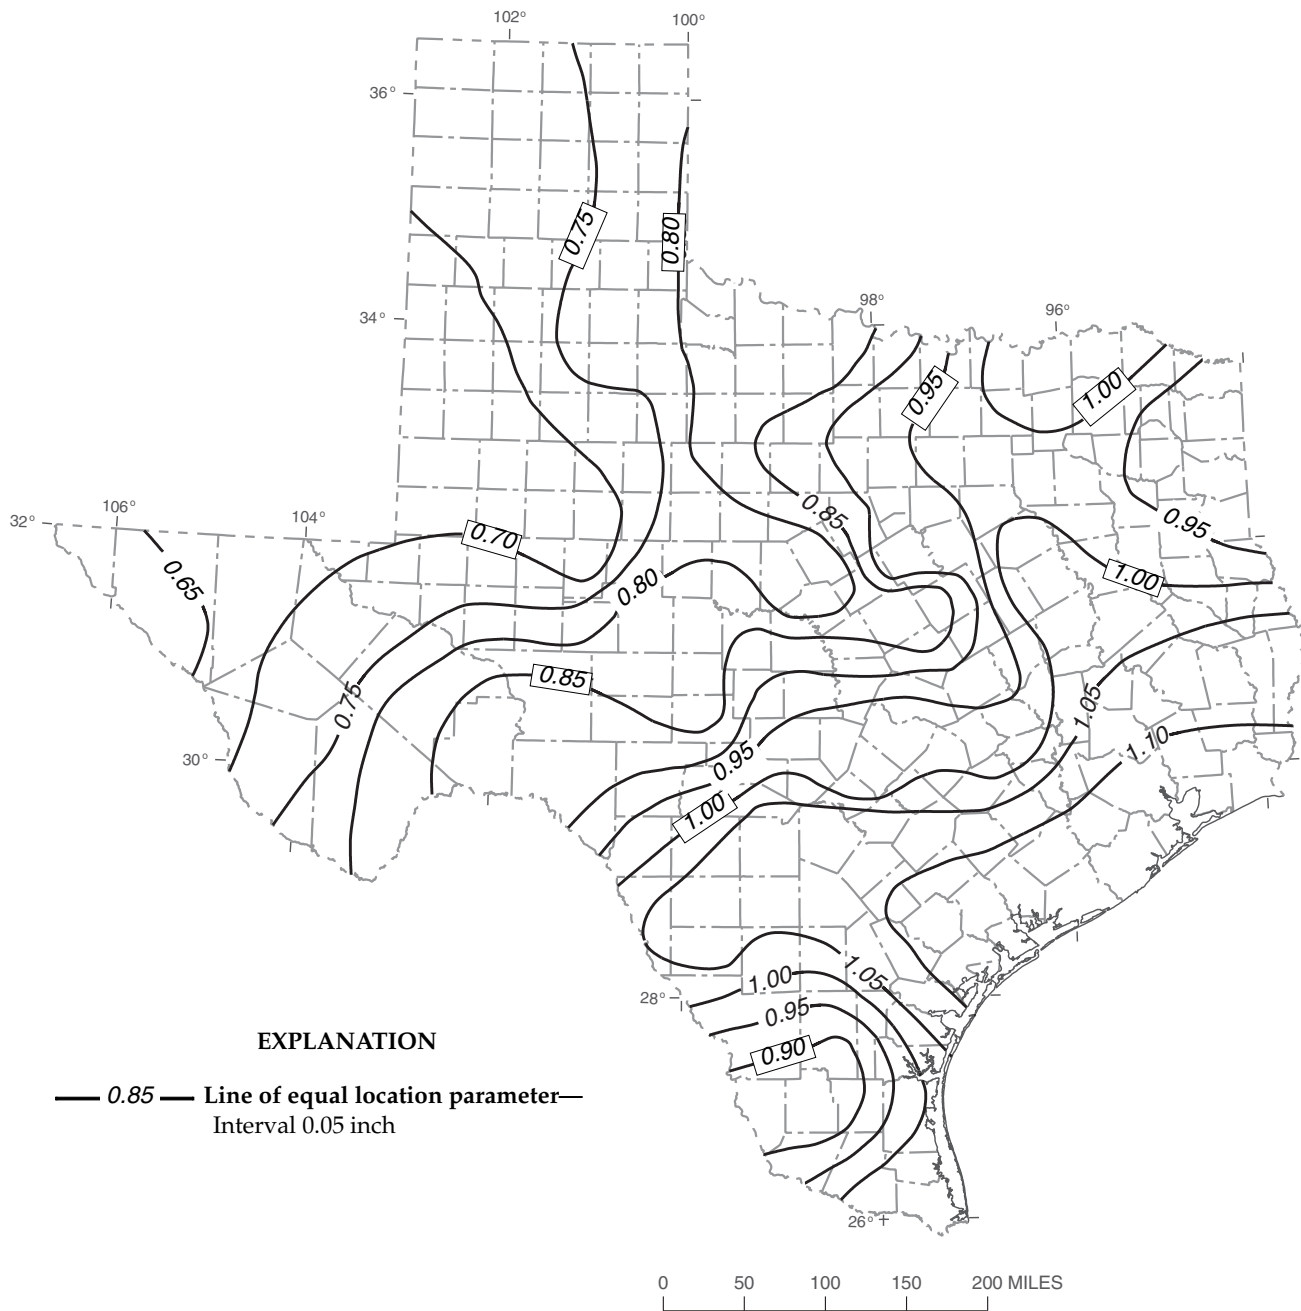 102° 100°
36°
0.75 0.80
34° 98° 96°
0.95 1.00
32° 106° 104°
0.70 0.85 0.95
0.65 0.80 1.00
0.85
0.75 1.05
30° 0.95 1.10
1.00
28° 1.00 1.05
0.95
0.90
EXPLANATION
0.85 Line of equal location parameter—
Interval 0.05 inch
26°
0 50 100 150 200 MILES